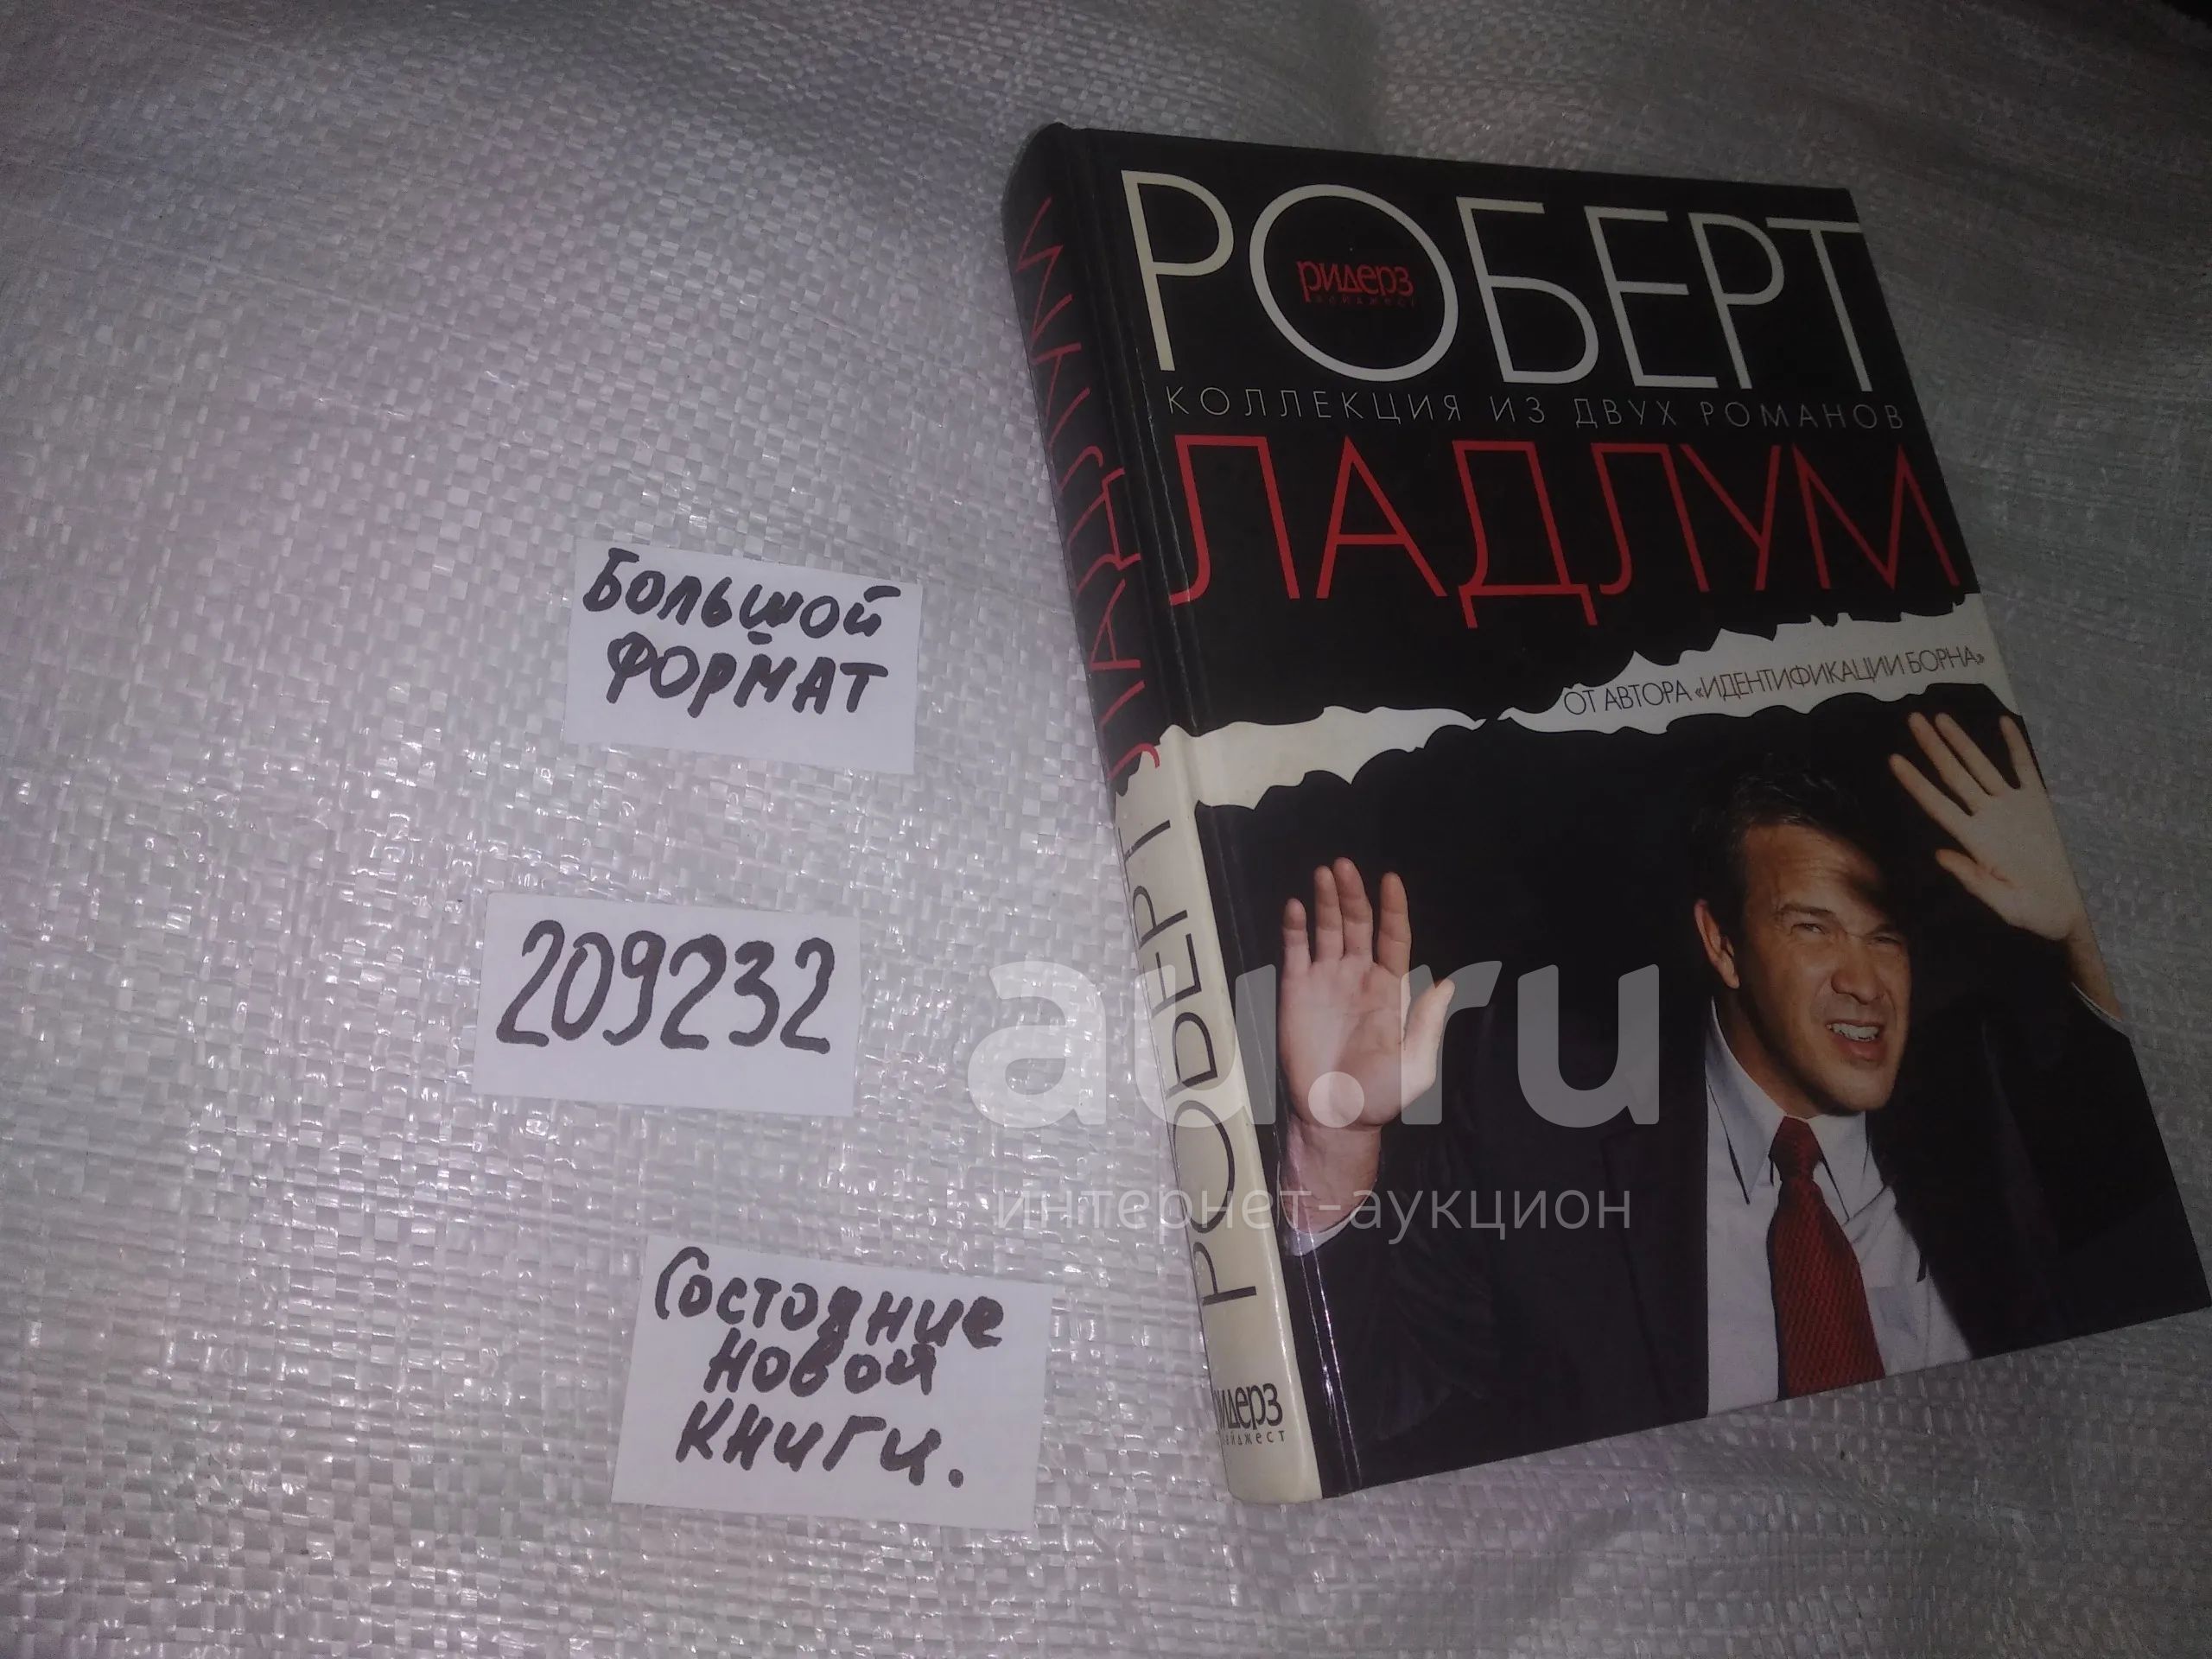 РОБЕРТ
ридерз
дайджест
КОЛЛЕКЦИЯ ИЗ ДВУХ РОМАНОВ
ЛАДЛУМ
ОТ АВТОРА «ИДЕНТИФИКАЦИИ БОРНА»
РОБЕРТ ЛАДЛУМ
ридерз
дайджест
БОЛЬШОЙ
ФОРМАТ
209232
Состояние
новой
книги.
au.ru
интернет-аукцион